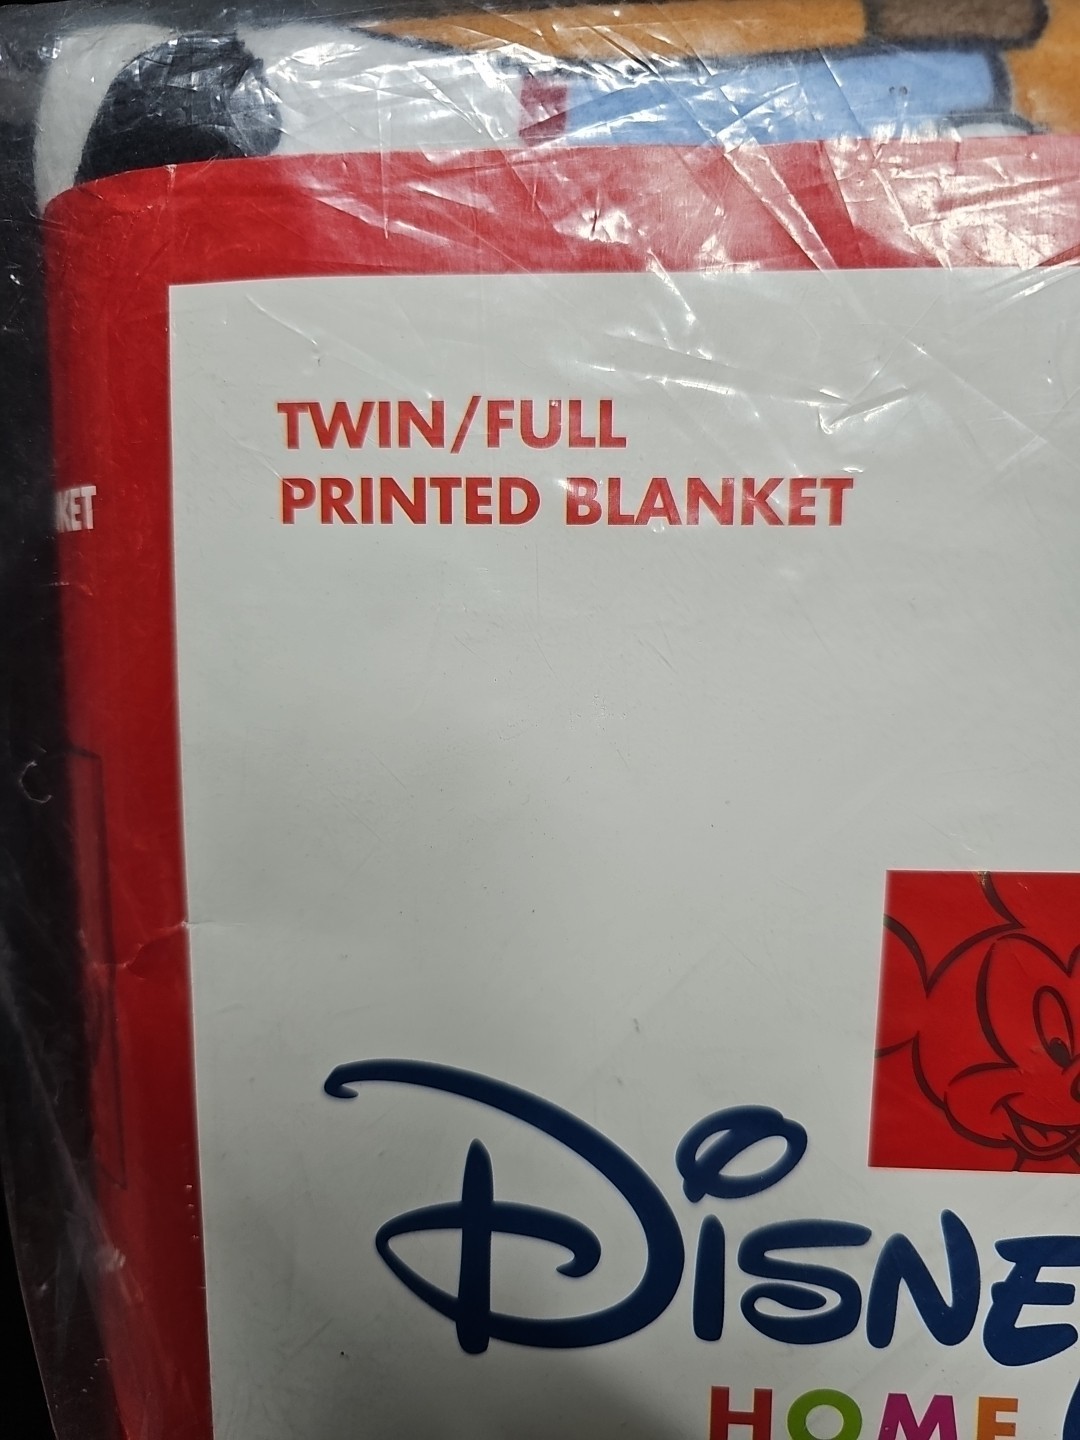 TWIN/FULL
PRINTED BLANKET
KET
DISNE
HOME